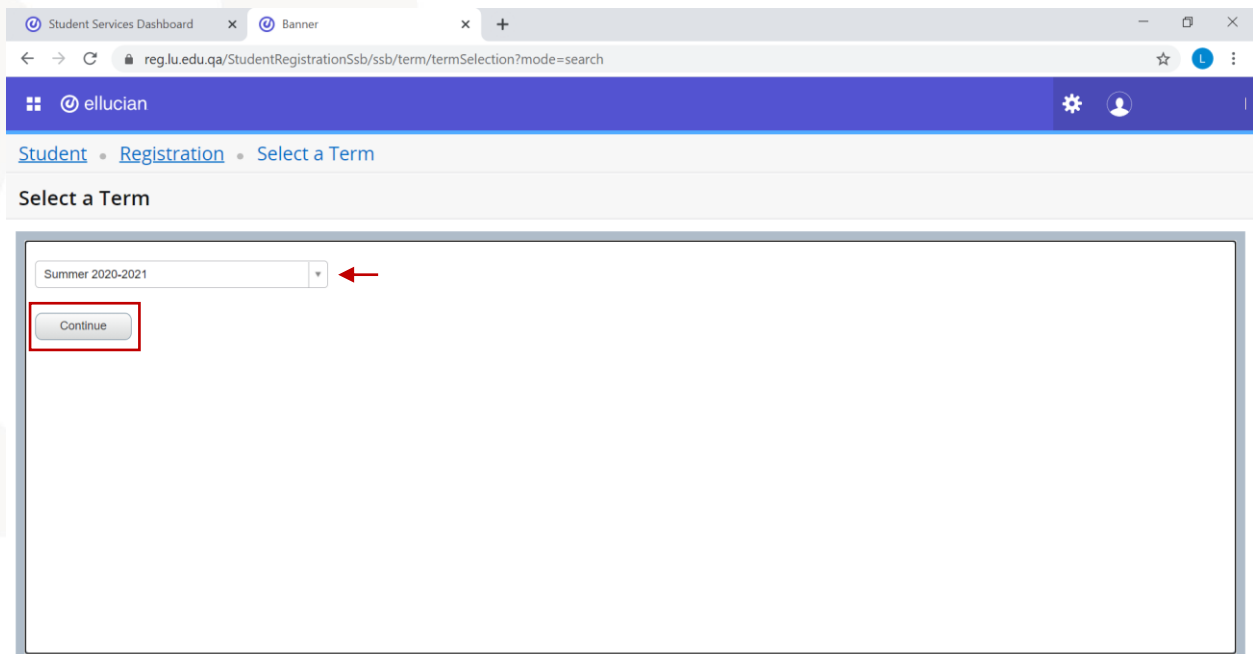 Student Services Dashboard
Banner
reg.lu.edu.qa/StudentRegistrationSsb/ssb/term/termSelection?mode=search
L
ellucian
Student • Registration • Select a Term
Select a Term
Summer 2020-2021
Continue